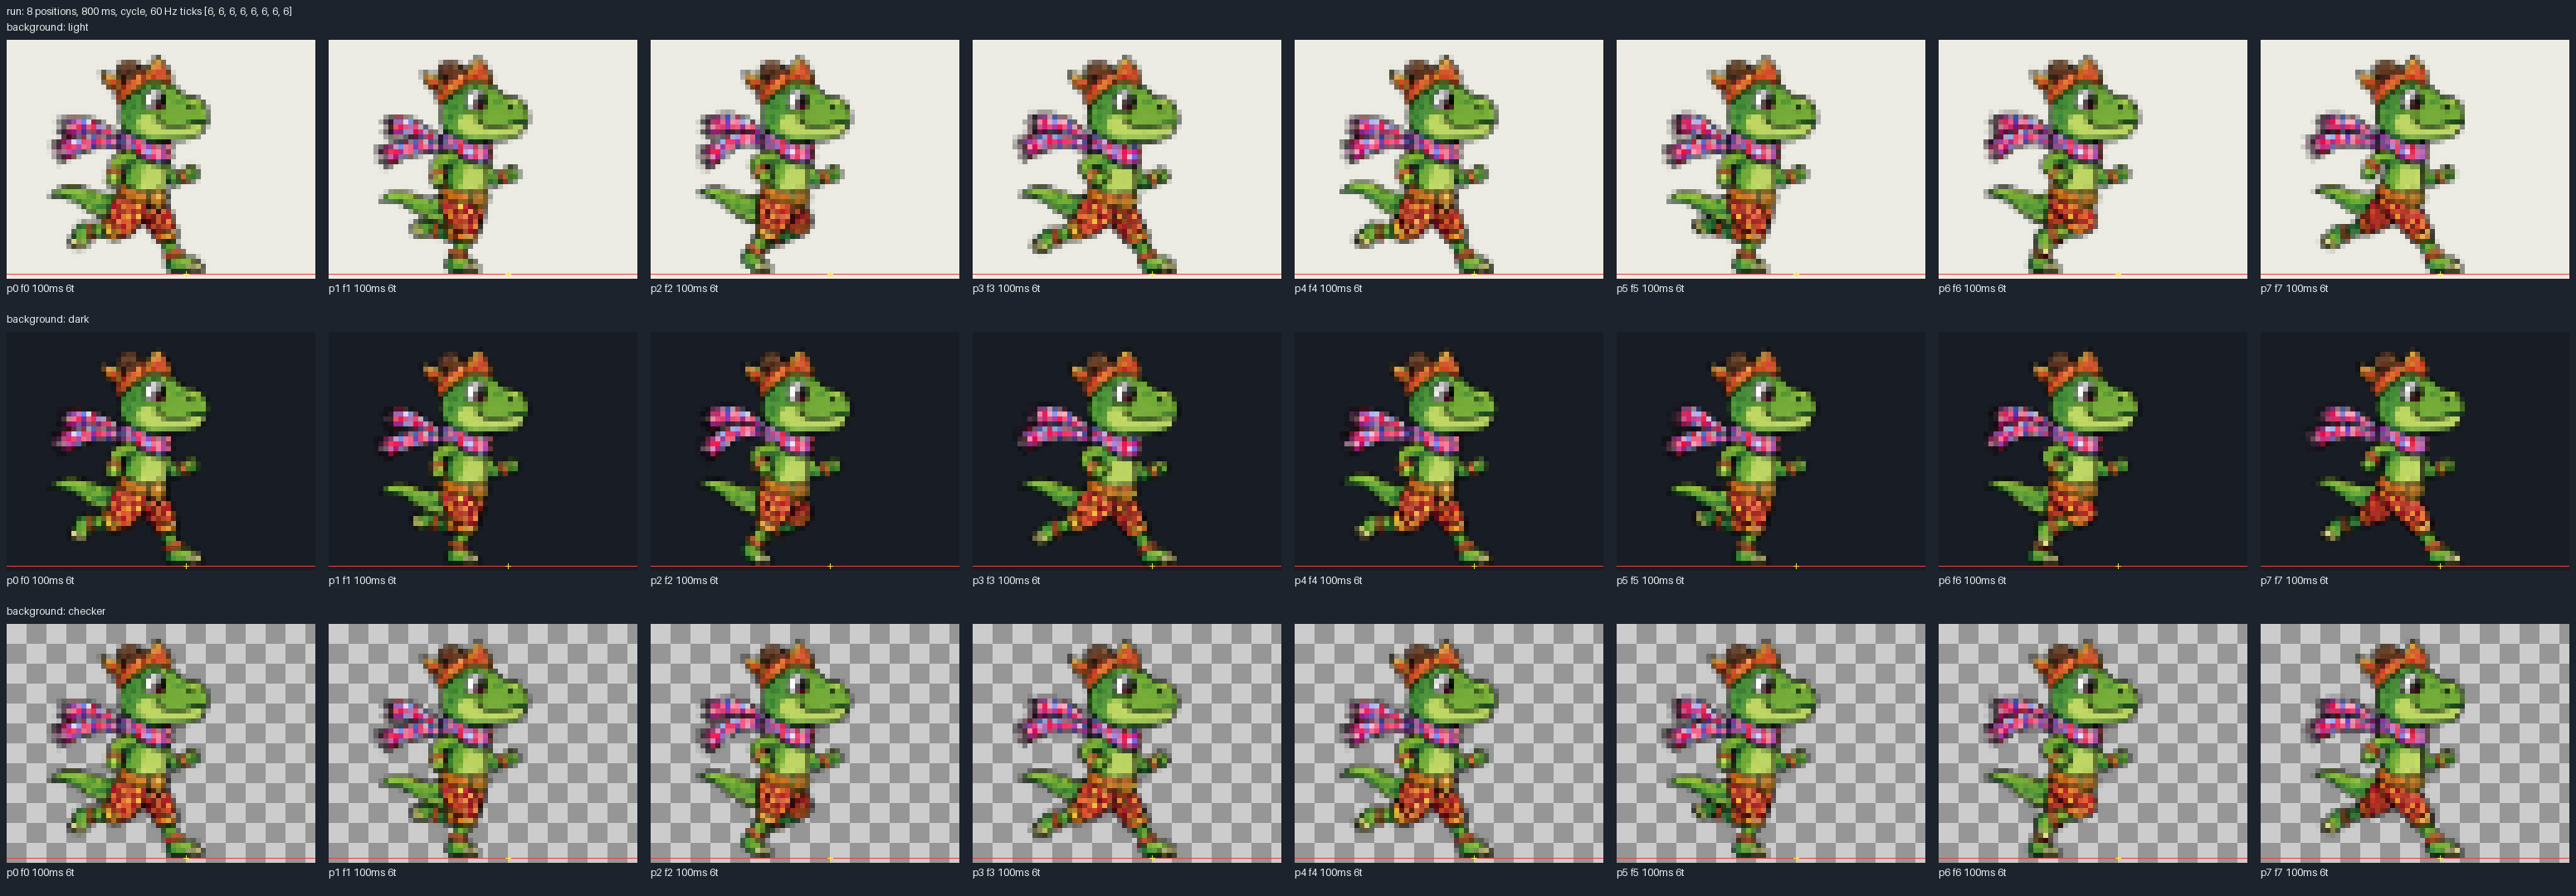 run: 8 positions, 800 ms, cycle, 60 Hz ticks [6, 6, 6, 6, 6, 6, 6, 6]
background: light
p0 f0 100ms 6t
p1 f1 100ms 6t
p2 f2 100ms 6t
p3 f3 100ms 6t
p4 f4 100ms 6t
p5 f5 100ms 6t
p6 f6 100ms 6t
p7 f7 100ms 6t
background: dark
p0 f0 100ms 6t
p1 f1 100ms 6t
p2 f2 100ms 6t
p3 f3 100ms 6t
p4 f4 100ms 6t
p5 f5 100ms 6t
p6 f6 100ms 6t
p7 f7 100ms 6t
background: checker
p0 f0 100ms 6t
p1 f1 100ms 6t
p2 f2 100ms 6t
p3 f3 100ms 6t
p4 f4 100ms 6t
p5 f5 100ms 6t
p6 f6 100ms 6t
p7 f7 100ms 6t